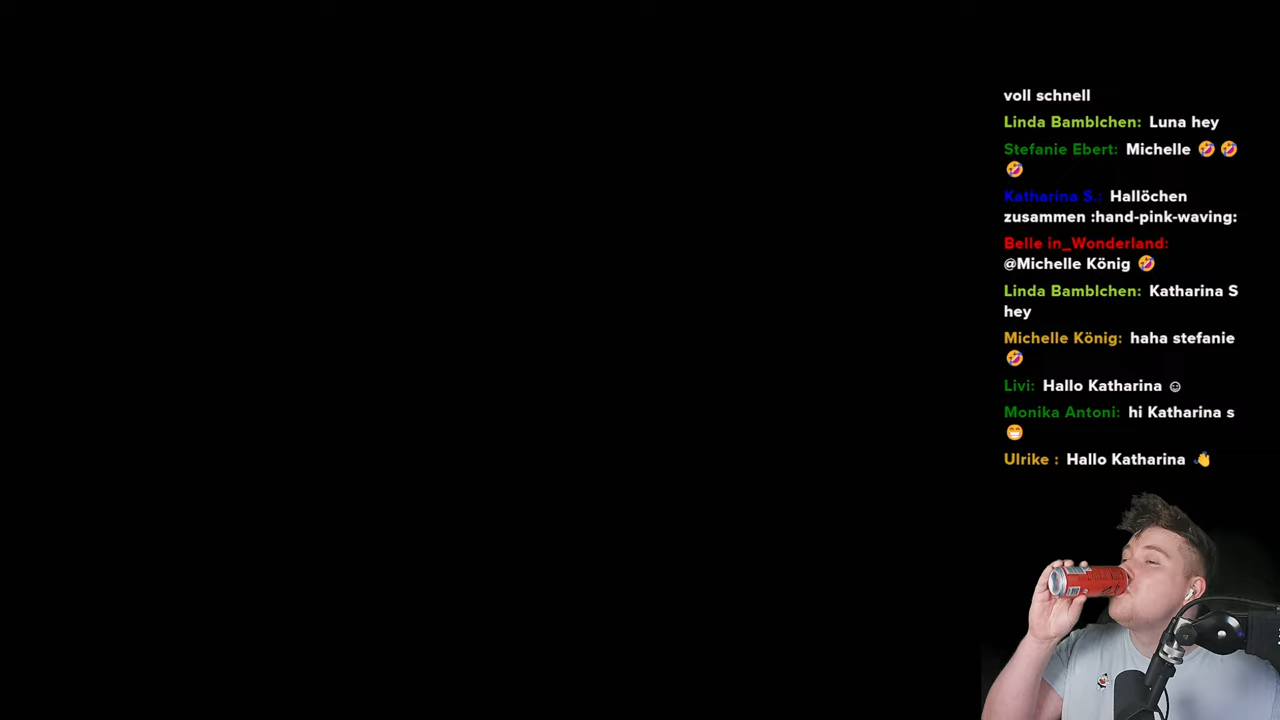 voll schnell
Linda Bamblchen: Luna hey
Stefanie Ebert: Michelle 🤣 🤣
🤣
Katharina S.: Hallöchen
zusammen :hand-pink-waving:
Belle in_Wonderland:
@Michelle König 🤣
Linda Bamblchen: Katharina S
hey
Michelle König: haha stefanie
🤣
Livi: Hallo Katharina ☺
Monika Antoni: hi Katharina s
😁
Ulrike : Hallo Katharina 👋